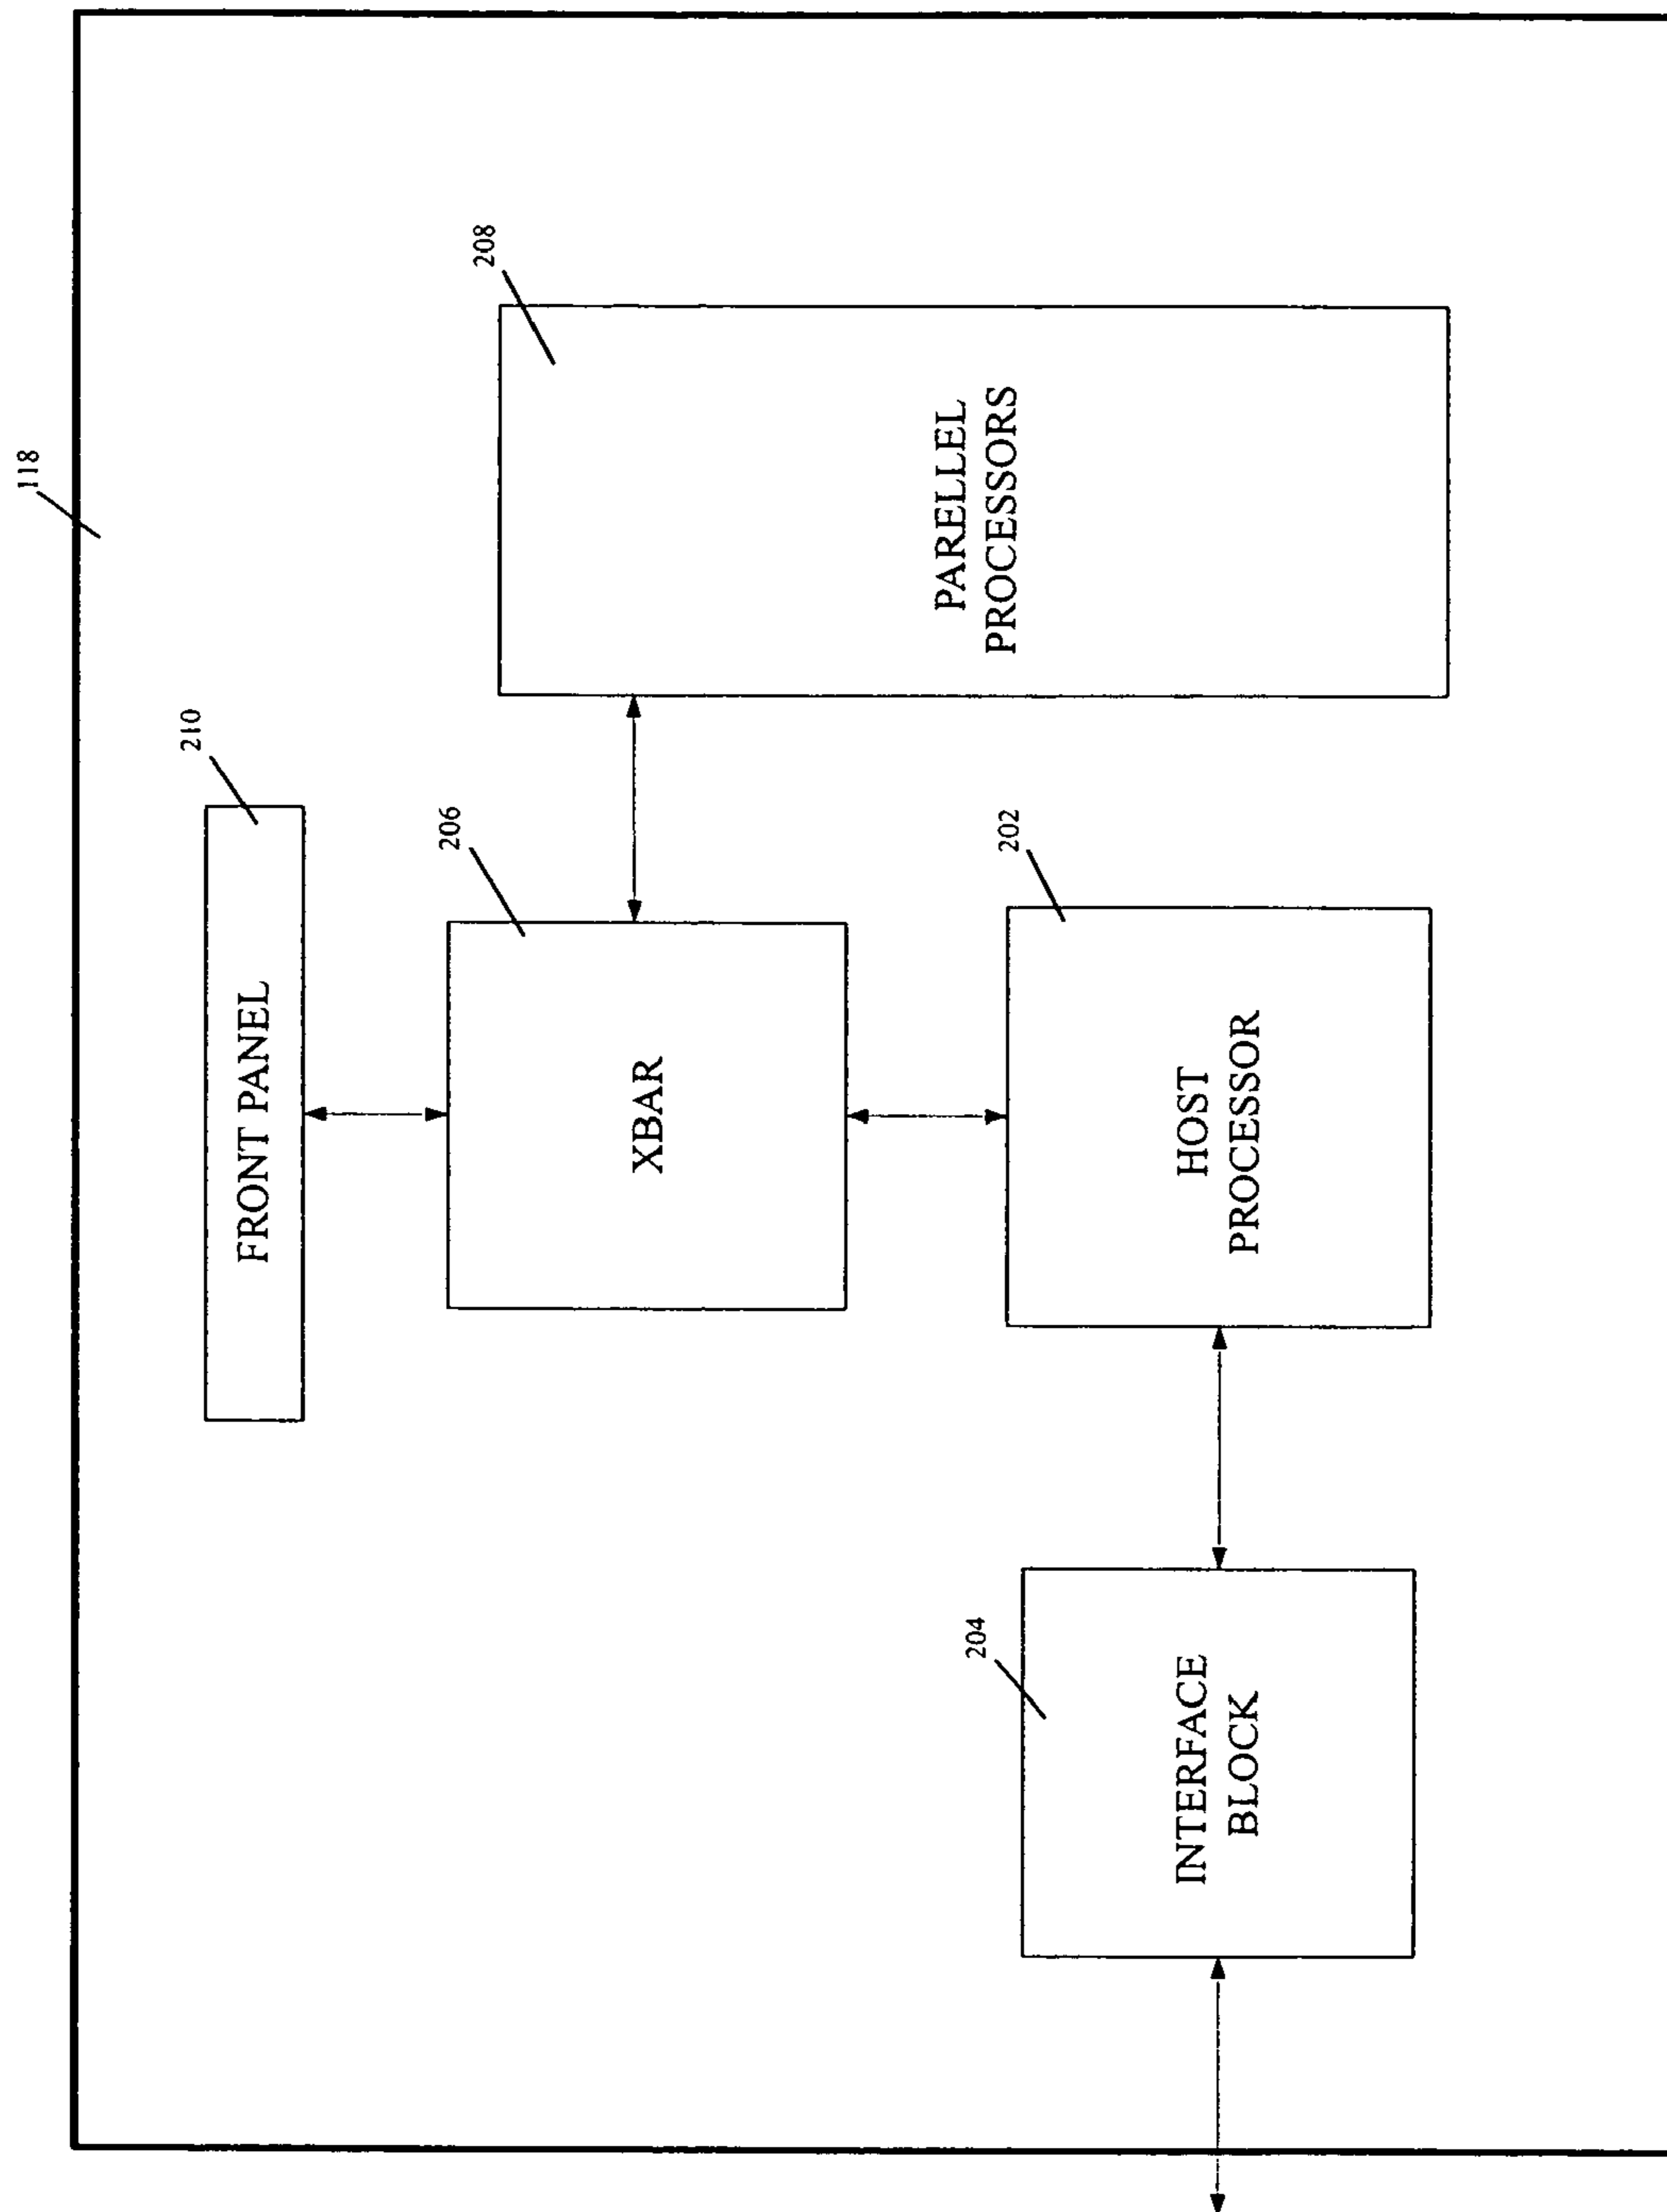 118
210
FRONT PANEL
206
XBAR
208
PARELLEL
PROCESSORS
202
HOST
PROCESSOR
204
INTERFACE
BLOCK